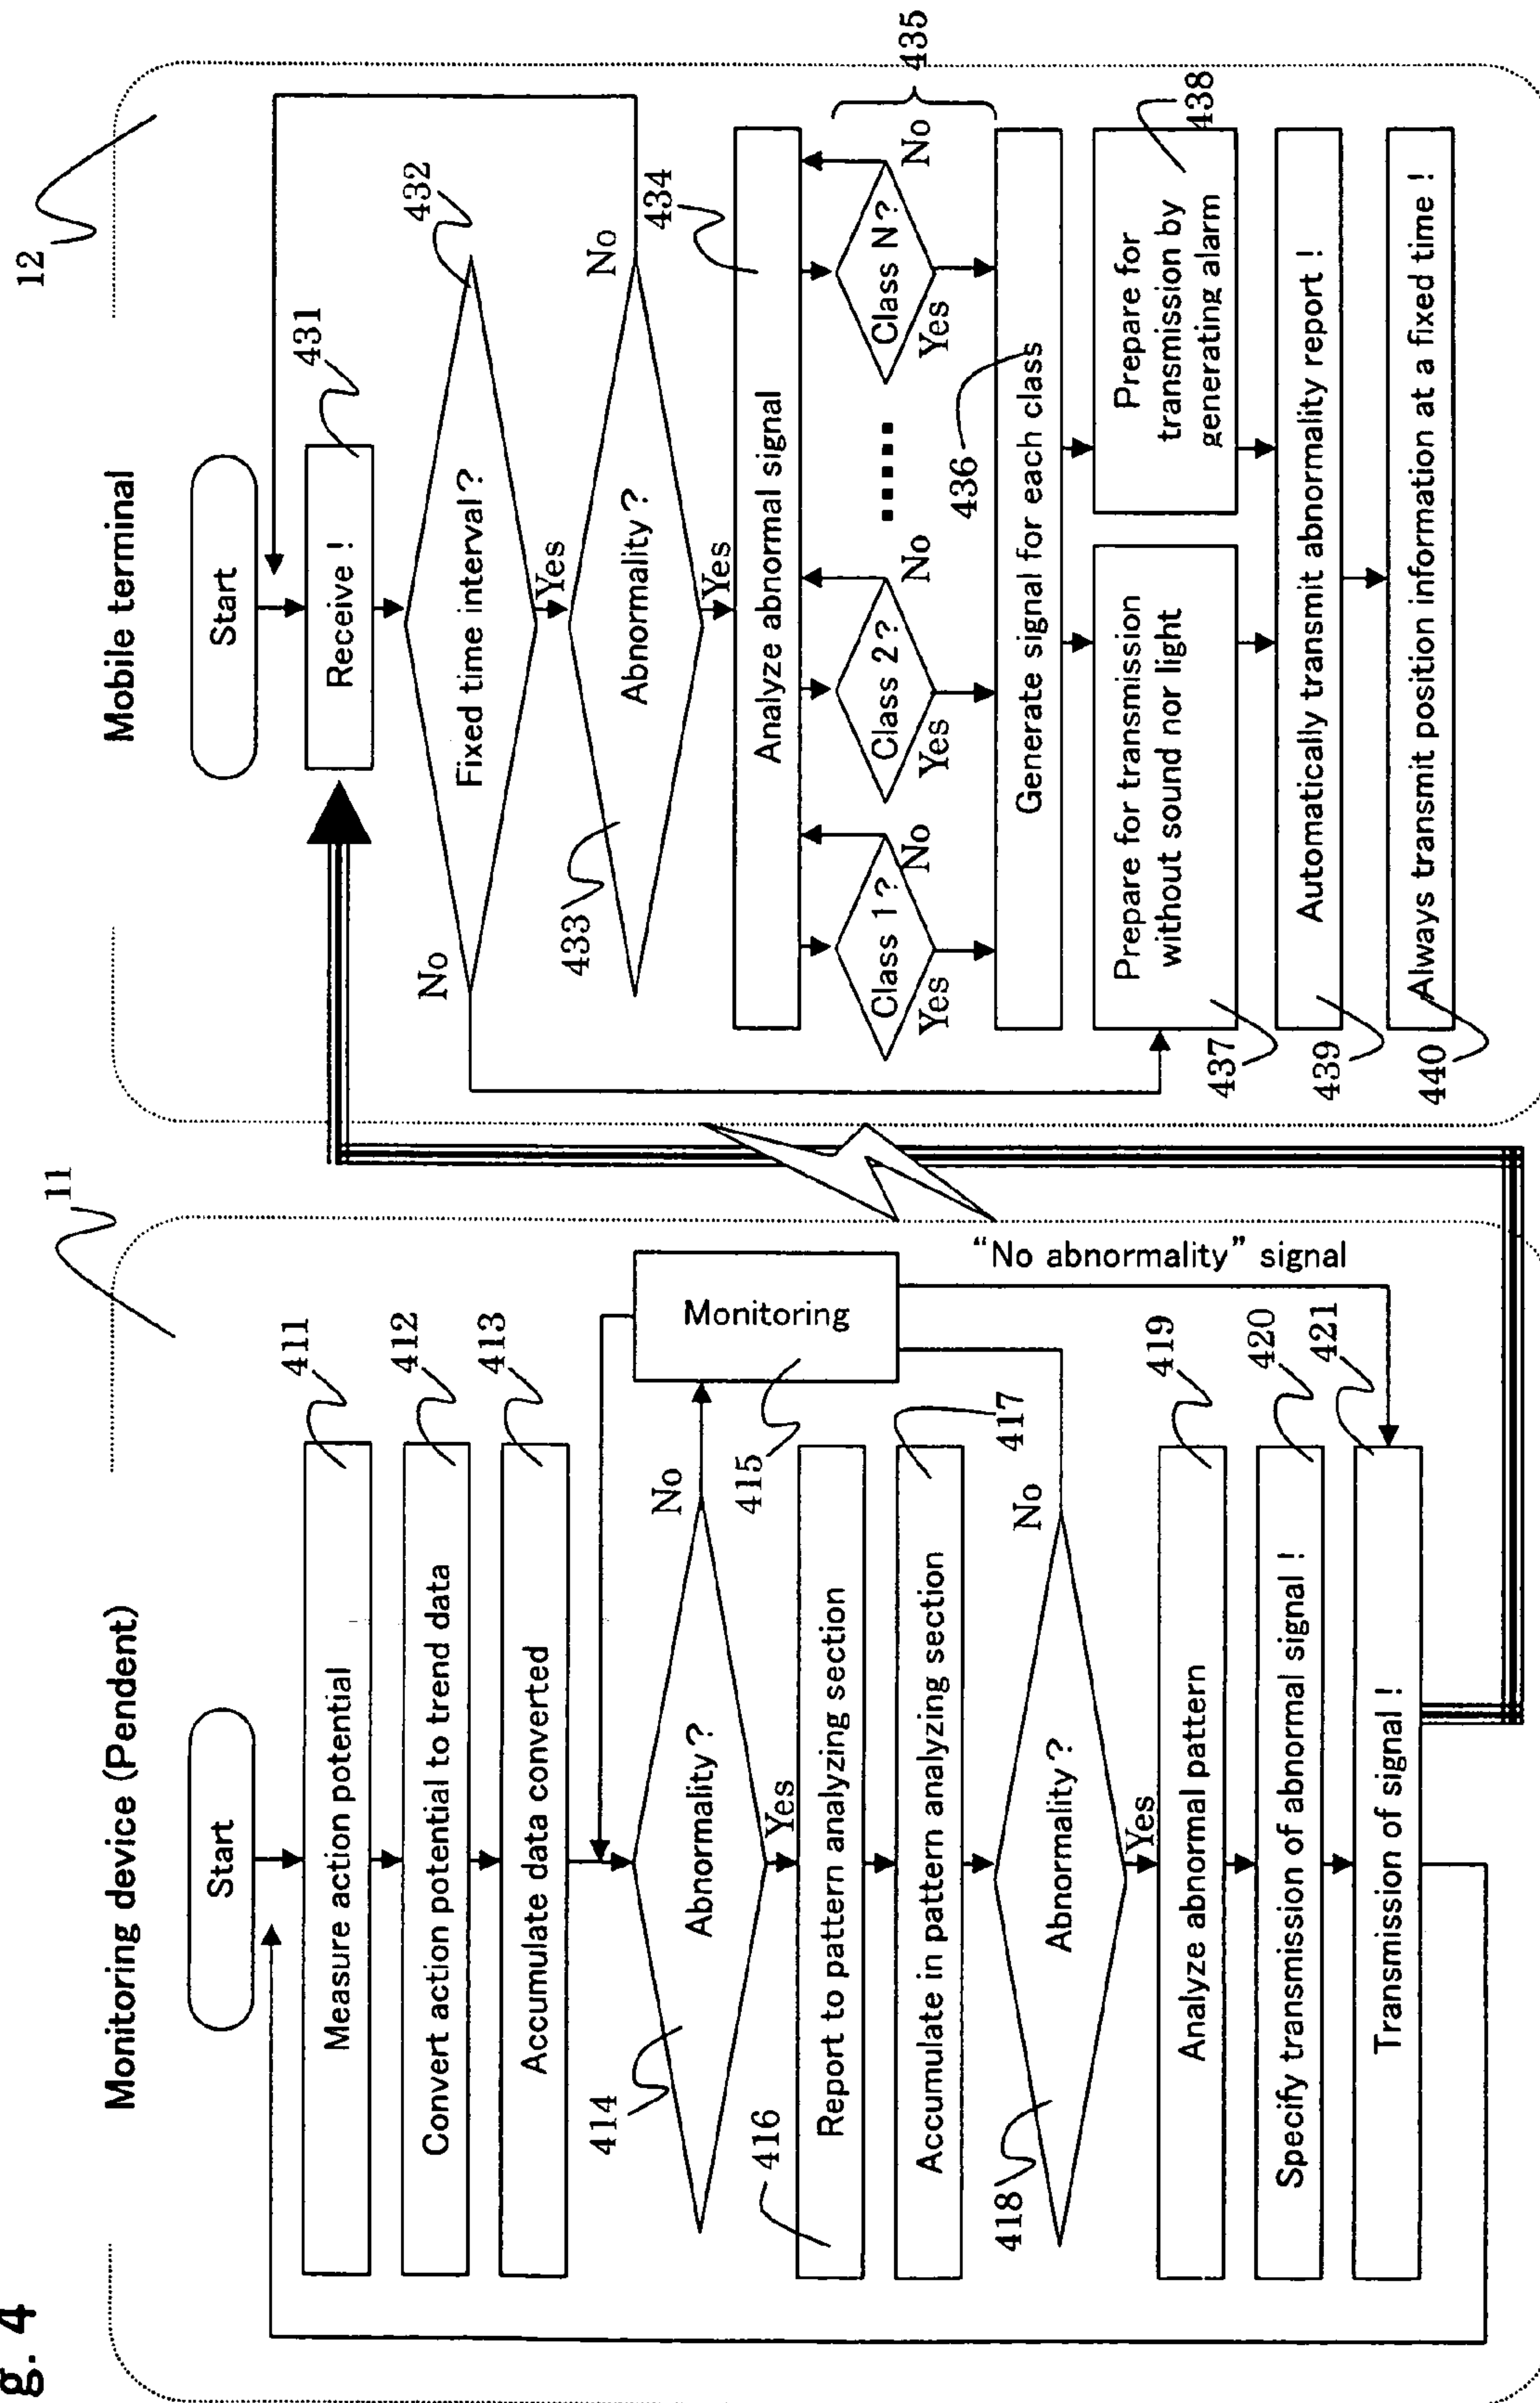 g. 4
Monitoring device (Pendent)
11
Start
Measure action potential
411
Convert action potential to trend data
412
Accumulate data converted
413
Abnormality?
414
No
Yes
Monitoring
415
"No abnormality" signal
Report to pattern analyzing section
416
Accumulate in pattern analyzing section
417
Abnormality?
418
No
Yes
Analyze abnormal pattern
419
Specify transmission of abnormal signal!
420
Transmission of signal!
421
Mobile terminal
12
Start
Receive!
431
Fixed time interval?
432
No
Yes
Abnormality?
433
No
Yes
Analyze abnormal signal
434
Class 1?
No
Yes
Class 2?
No
Yes
Class N?
No
Yes
435
Generate signal for each class
436
Prepare for transmission
without sound nor light
437
Prepare for
transmission by
generating alarm
438
Automatically transmit abnormality report!
439
Always transmit position information at a fixed time!
440